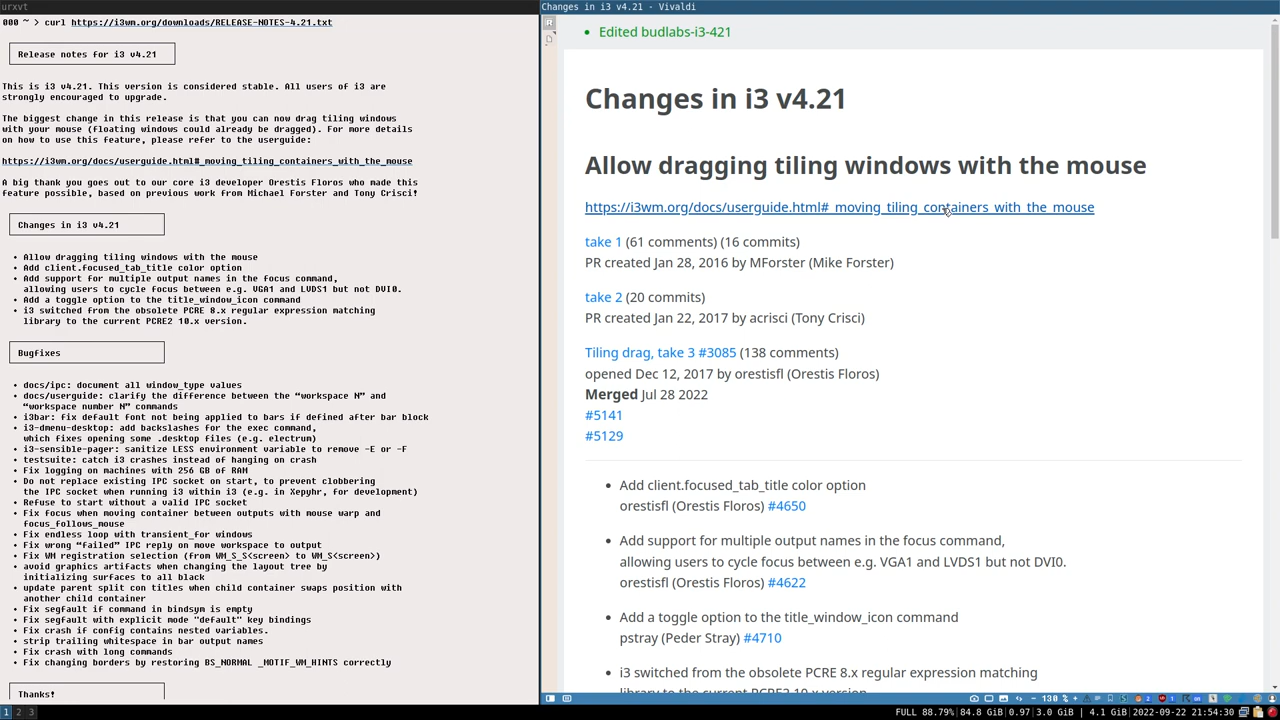 urxvt
000 ~ > curl https://i3wm.org/downloads/RELEASE-NOTES-4.21.txt
Release notes for i3 v4.21
This is i3 v4.21. This version is considered stable. All users of i3 are
strongly encouraged to upgrade.
The biggest change in this release is that you can now drag tiling windows
with your mouse (floating windows could already be dragged). For more details
on how to use this feature, please refer to the userguide:
https://i3wm.org/docs/userguide.html#_moving_tiling_containers_with_the_mouse
A big thank you goes out to our core i3 developer Orestis Floros who made this
feature possible, based on previous work from Michael Forster and Tony Crisci!
Changes in i3 v4.21
• Allow dragging tiling windows with the mouse
• Add client.focused_tab_title color option
• Add support for multiple output names in the focus command,
allowing users to cycle focus between e.g. VGA1 and LVDS1 but not DVI0.
• Add a toggle option to the title_window_icon command
• i3 switched from the obsolete PCRE 8.x regular expression matching
library to the current PCRE2 10.x version.
Bugfixes
• docs/ipc: document all window_type values
• docs/userguide: clarify the difference between the “workspace N” and
“workspace number N” commands
• i3bar: fix default font not being applied to bars if defined after bar block
• i3-dmenu-desktop: add backslashes for the exec command,
which fixes opening some .desktop files (e.g. electrum)
• i3-sensible-pager: sanitize LESS environment variable to remove -E or -F
• testsuite: catch i3 crashes instead of hanging on crash
• Fix logging on machines with 256 GB of RAM
• Do not replace existing IPC socket on start, to prevent clobbering
the IPC socket when running i3 within i3 (e.g. in Xephyr, for development)
• Refuse to start without a valid IPC socket
• Fix focus when moving container between outputs with mouse warp and
focus_follows_mouse
• Fix endless loop with transient_for windows
• Fix wrong “failed” IPC reply on move workspace to output
• Fix WM registration selection (from WM_S_S<screen> to WM_S<screen>)
• avoid graphics artifacts when changing the layout tree by
initializing surfaces to all black
• update parent split con titles when child container swaps position with
another child container
• Fix segfault if command in bindsym is empty
• Fix segfault with explicit mode "default" key bindings
• Fix crash if config contains nested variables.
• strip trailing whitespace in bar output names
• Fix crash with long commands
• Fix changing borders by restoring BS_NORMAL _MOTIF_WM_HINTS correctly
Thanks!
Changes in i3 v4.21 - Vivaldi
• Edited budlabs-i3-421
Changes in i3 v4.21
Allow dragging tiling windows with the mouse
https://i3wm.org/docs/userguide.html#_moving_tiling_containers_with_the_mouse
take 1 (61 comments) (16 commits)
PR created Jan 28, 2016 by MForster (Mike Forster)
take 2 (20 commits)
PR created Jan 22, 2017 by acrisci (Tony Crisci)
Tiling drag, take 3 #3085 (138 comments)
opened Dec 12, 2017 by orestisfl (Orestis Floros)
Merged Jul 28 2022
#5141
#5129
• Add client.focused_tab_title color option
orestisfl (Orestis Floros) #4650
• Add support for multiple output names in the focus command,
allowing users to cycle focus between e.g. VGA1 and LVDS1 but not DVI0.
orestisfl (Orestis Floros) #4622
• Add a toggle option to the title_window_icon command
pstray (Peder Stray) #4710
• i3 switched from the obsolete PCRE 8.x regular expression matching
library to the current PCRE2 10.x version
- 130 % +
1 2 3
FULL 88.79%|84.8 GiB|0.97|3.0 GiB | 4.1 GiB|2022-09-22 21:54:30